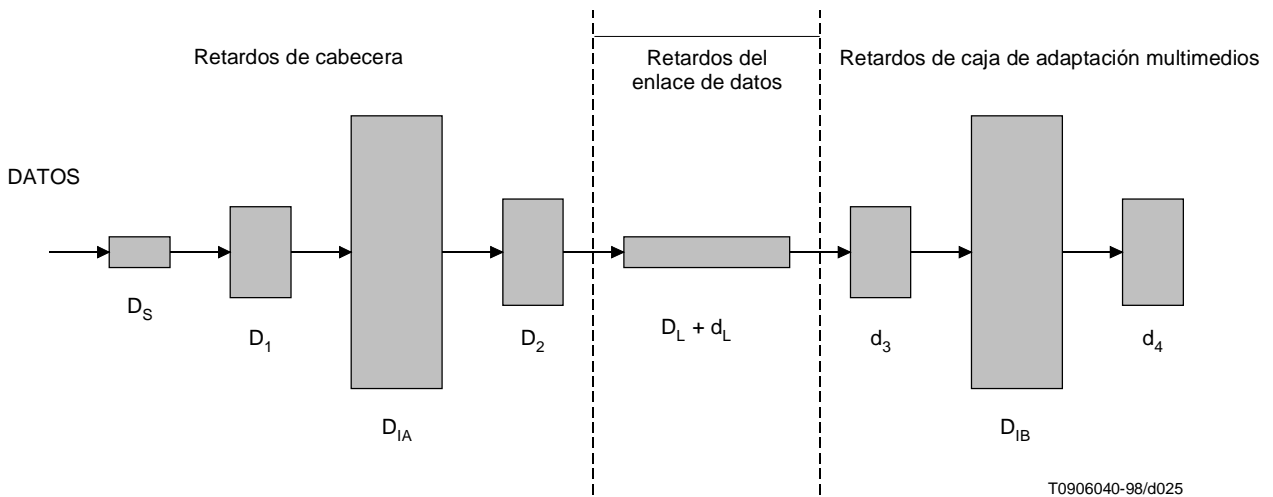 Retardos de cabecera
Retardos del
enlace de datos
Retardos de caja de adaptación multimedios
DATOS
D_S
D_1
D_IA
D_2
D_L + d_L
d_3
D_IB
d_4
T0906040-98/d025